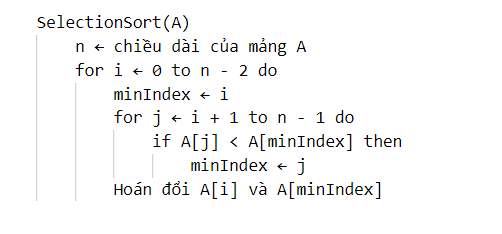 SelectionSort(A)
n ← chiều dài của mảng A
for i ← 0 to n - 2 do
minIndex ← i
for j ← i + 1 to n - 1 do
if A[j] < A[minIndex] then
minIndex ← j
Hoán đổi A[i] và A[minIndex]